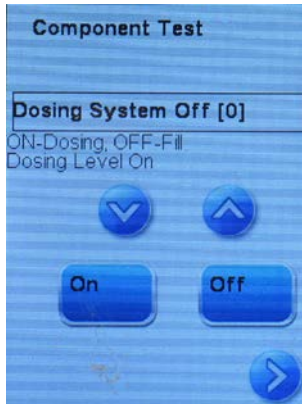 Component Test
Dosing System Off [0]
ON-Dosing, OFF-Fill
Dosing Level On
On
Off